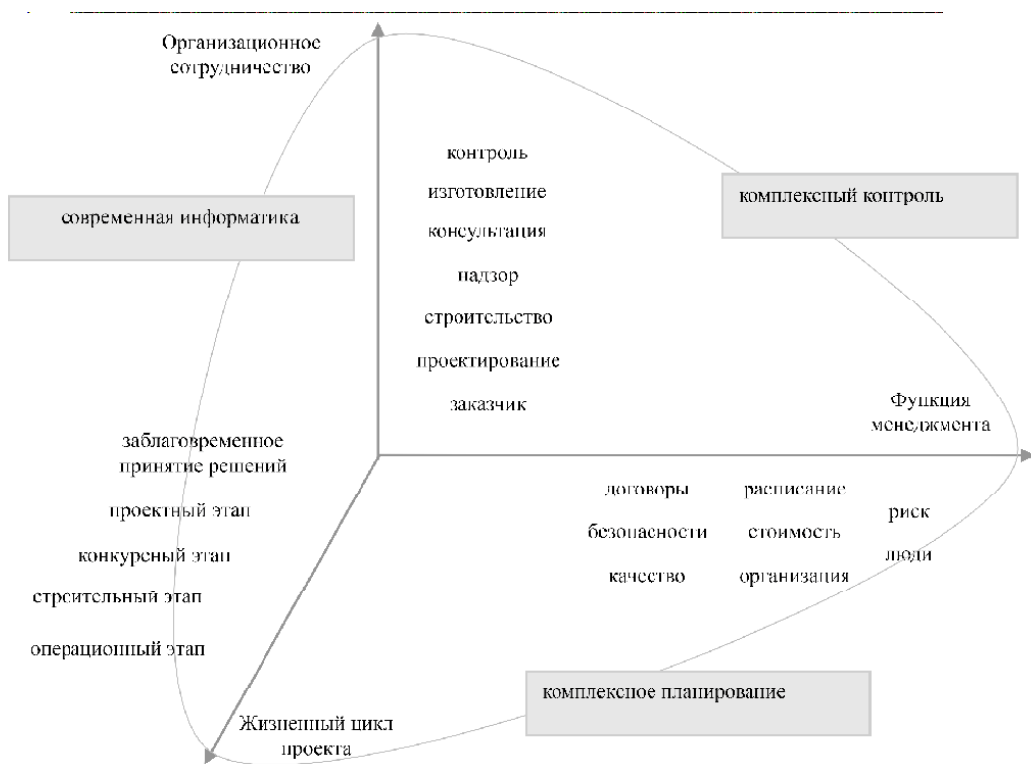 Организационное
сотрудничество
контроль
изготовление
консультация
надзор
строительство
проектирование
заказчик
современная информатика
комплексный контроль
Функция
менеджмента
заблаговременное
принятие решений
проектный этап
конкурсный этап
строительный этап
операционный этап
договоры
расписание
риск
безопасности
стоимость
люди
качество
организация
комплексное планирование
Жизненный цикл
проекта